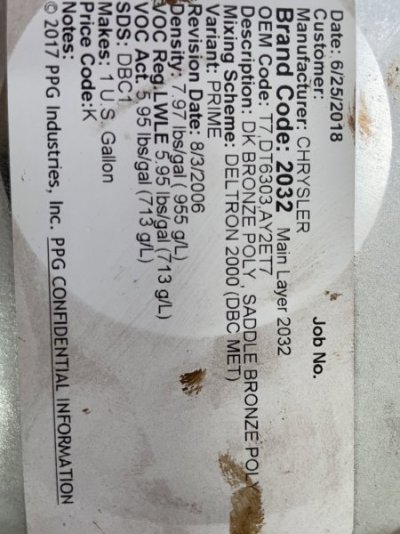 Date: 6/25/2018
Customer: Job No.
Manufacturer: CHRYSLER
Brand Code: 2032 Main Layer 2032
OEM Code: T7,DT6303,AY2ET7
Description: DK BRONZE POLY , SADDLE BRONZE POLY
Mixing Scheme: DELTRON 2000 (DBC MET)
Variant: PRIME
Revision Date: 8/3/2006
Density: 7.97 lbs/gal ( 955 g/L)
VOC Reg LWLE 5.95 lbs/gal (713 g/L)
VOC Act. 5.95 lbs/gal (713 g/L)
SDS: DBC1
Makes: 1 U.S. Gallon
Price Code:K
Notes:
© 2017 PPG Industries, Inc. PPG CONFIDENTIAL INFORMATION